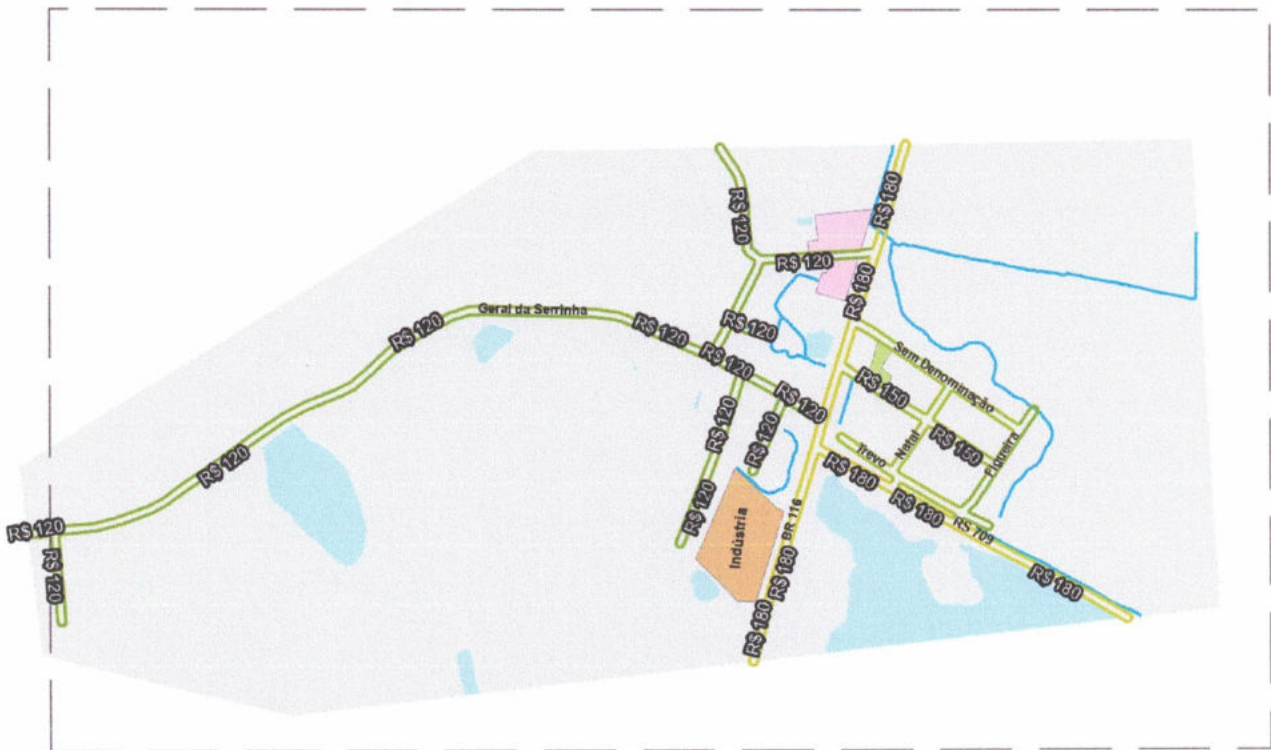 R$ 180
R$ 120
R$ 120
R$ 180
Geral da Serrinha
R$ 120
R$ 120
R$ 120
R$ 120
Sem Denominação
R$ 150
R$ 120
R$ 120
R$ 120
R$ 120
Trevo
Natal
R$ 150
Figueira
R$ 120
R$ 180
R$ 180
RS 709
R$ 120
BR 116
Indústria
R$ 120
R$ 120
R$ 180
R$ 180
R$ 180